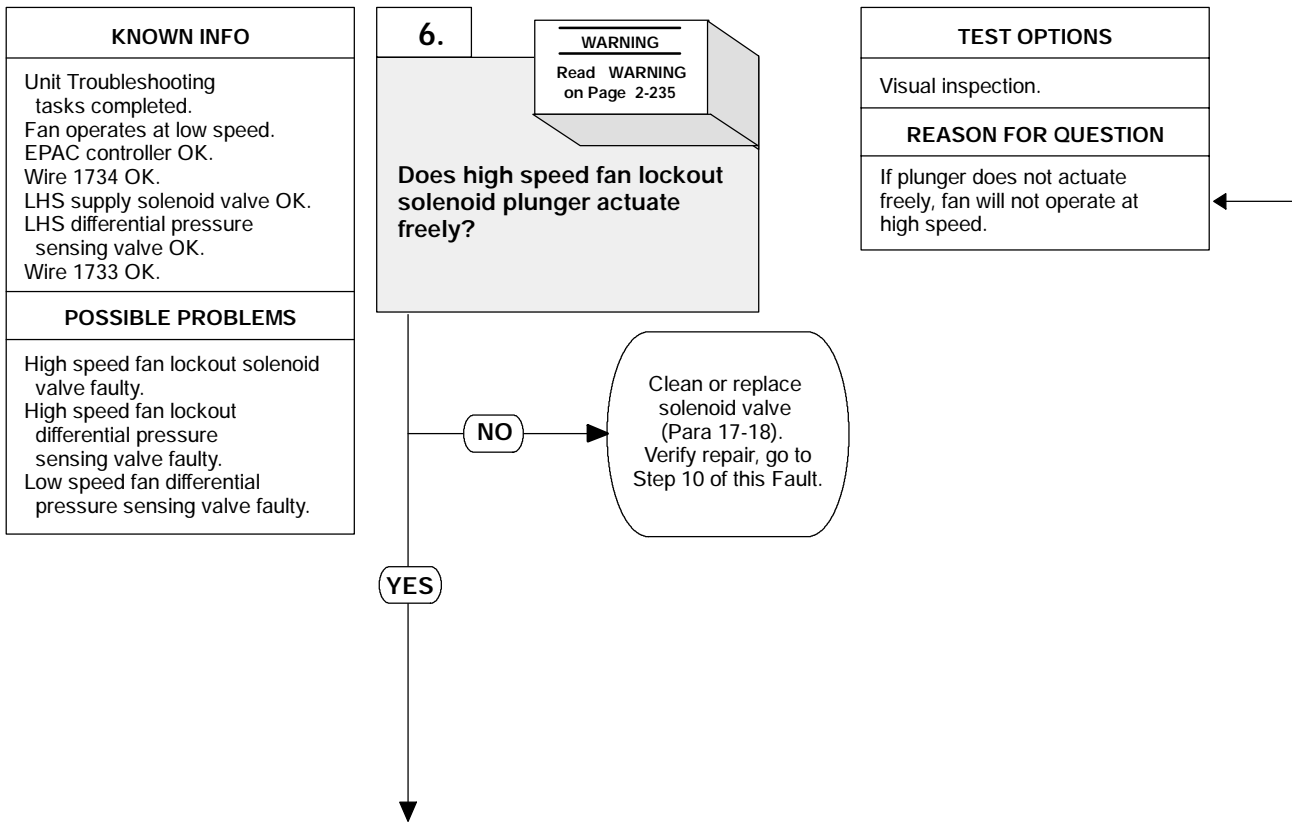 KNOWN INFO
Unit Troubleshooting
tasks completed.
Fan operates at low speed.
EPAC controller OK.
Wire 1734 OK.
LHS supply solenoid valve OK.
LHS differential pressure
sensing valve OK.
Wire 1733 OK.
POSSIBLE PROBLEMS
High speed fan lockout solenoid
valve faulty.
High speed fan lockout
differential pressure
sensing valve faulty.
Low speed fan differential
pressure sensing valve faulty.
6.
WARNING
Read WARNING
on Page 2-235
Does high speed fan lockout
solenoid plunger actuate
freely?
NO
Clean or replace
solenoid valve
(Para 17-18).
Verify repair, go to
Step 10 of this Fault.
YES
TEST OPTIONS
Visual inspection.
REASON FOR QUESTION
If plunger does not actuate
freely, fan will not operate at
high speed.